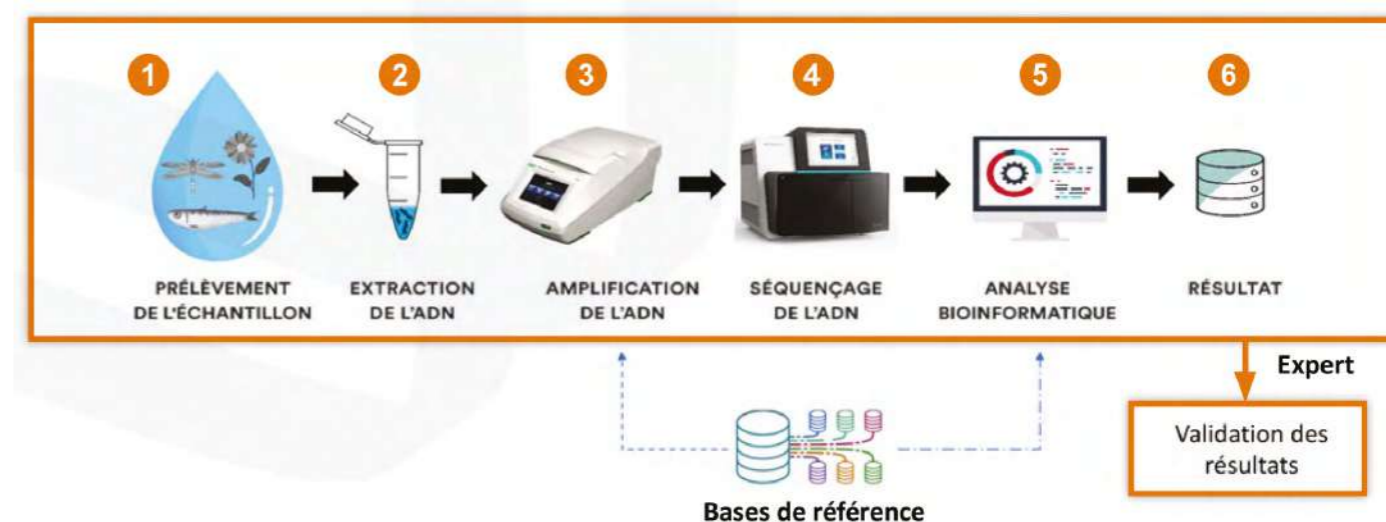 1
2
3
4
5
6
PRÉLÈVEMENT
DE L'ÉCHANTILLON
EXTRACTION
DE L'ADN
AMPLIFICATION
DE L'ADN
SÉQUENÇAGE
DE L'ADN
ANALYSE
BIOINFORMATIQUE
RÉSULTAT
Expert
Validation des
résultats
Bases de référence